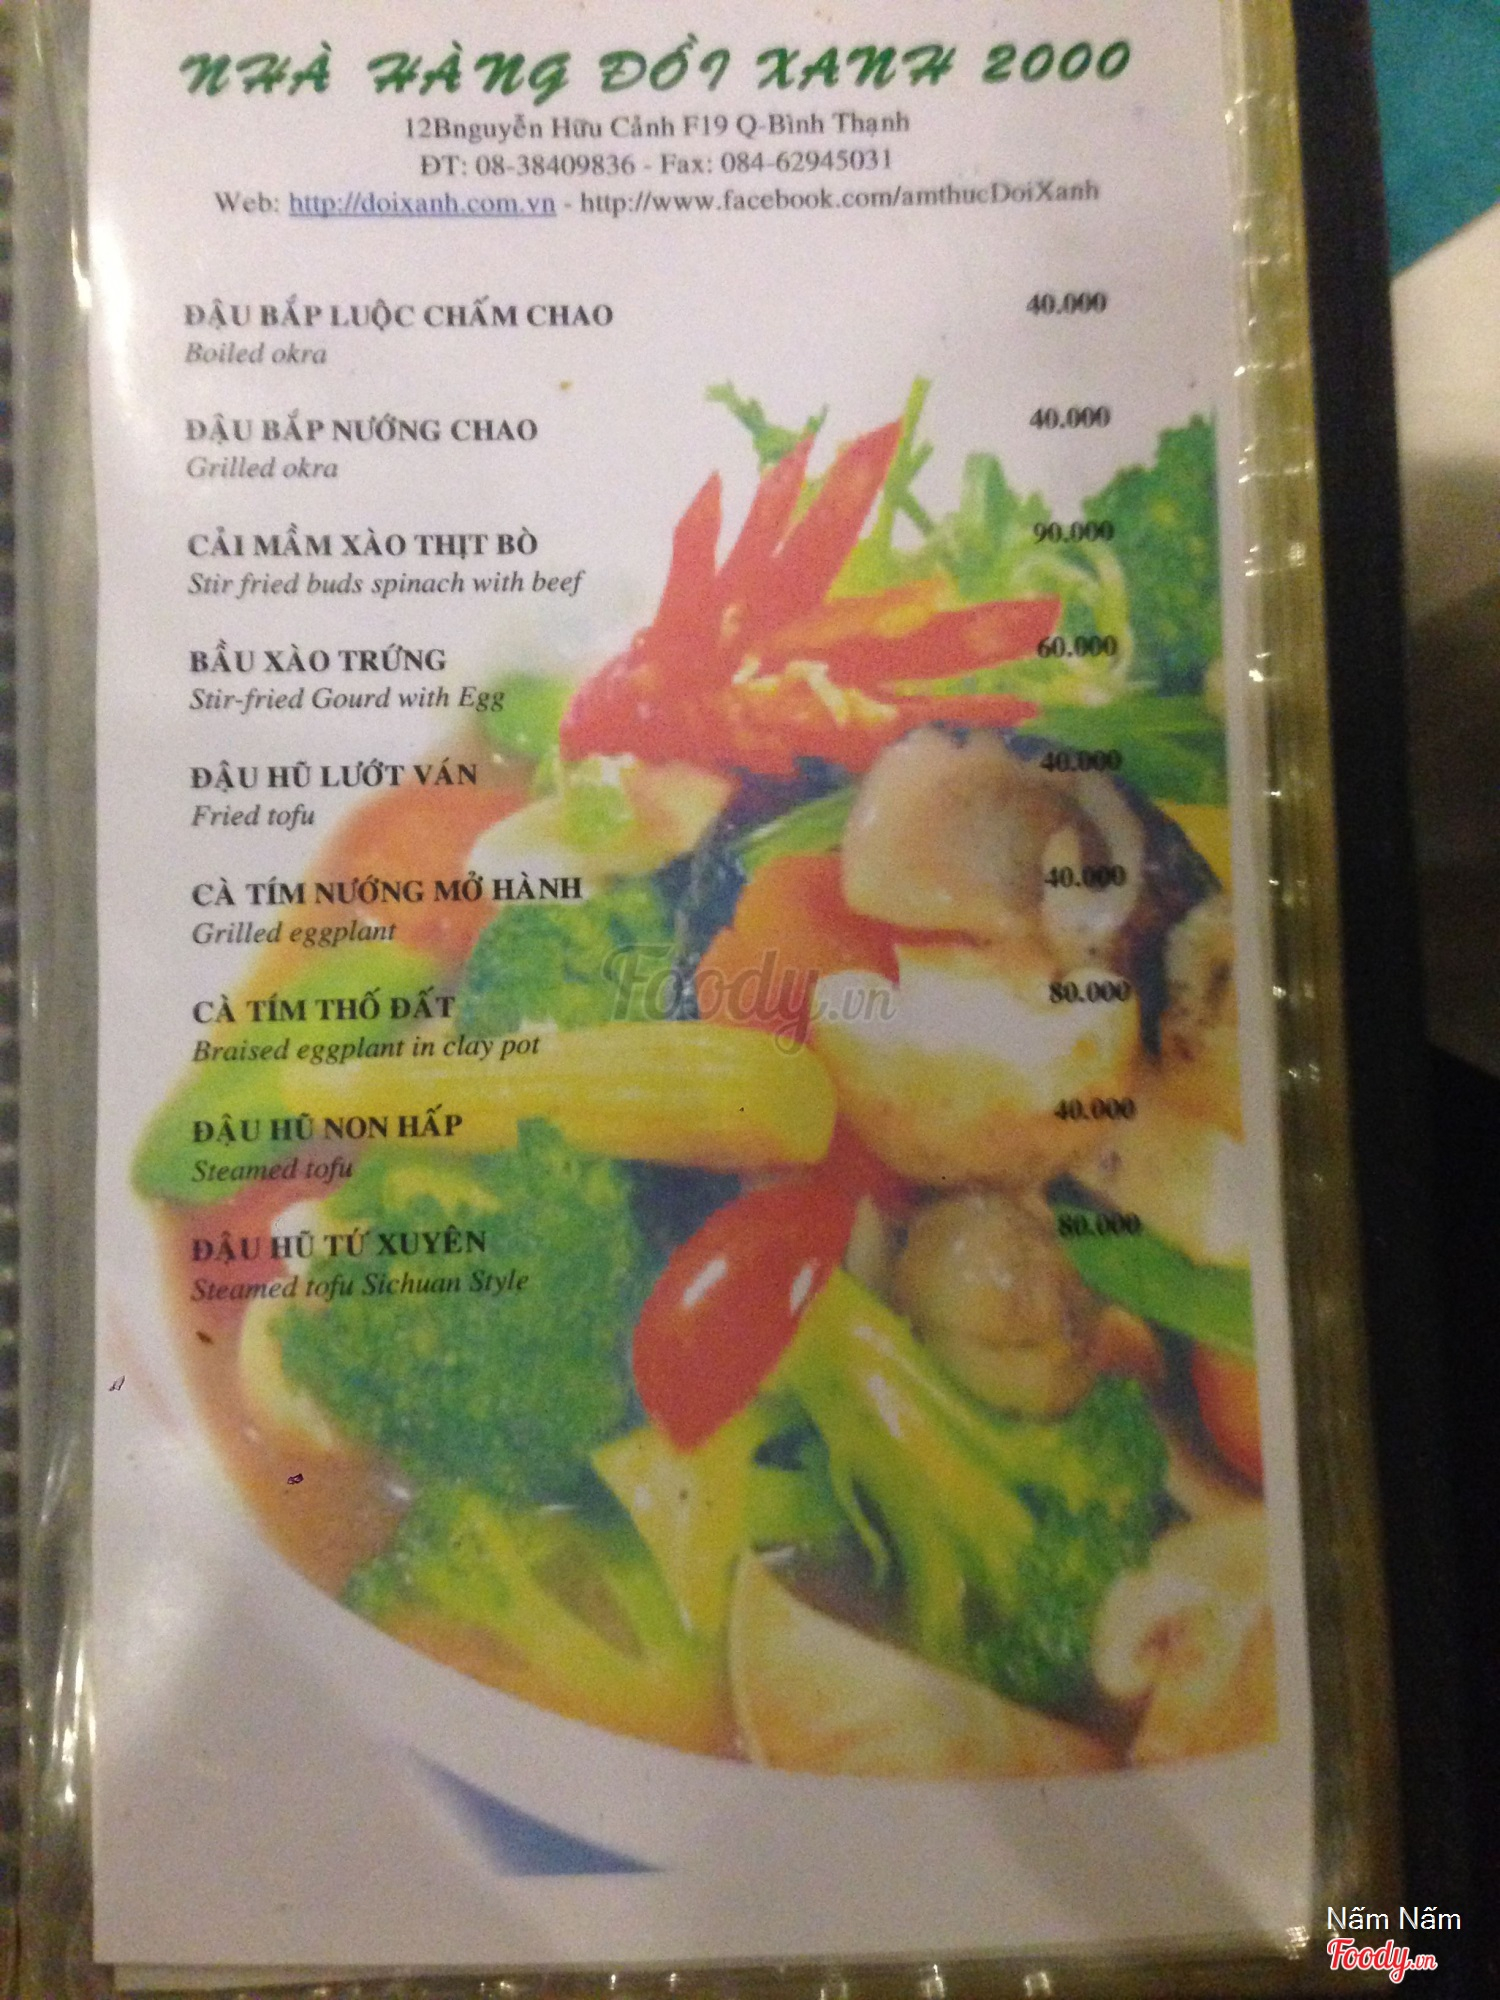 NHÀ HÀNG ĐỒI XANH 2000
12Bnguyễn Hữu Cảnh F19 Q-Bình Thạnh
ĐT: 08-38409836 - Fax: 084-62945031
Web: http://doixanh.com.vn - http://www.facebook.com/amthucDoiXanh
ĐẬU BẮP LUỘC CHẤM CHAO 40.000
Boiled okra
ĐẬU BẮP NƯỚNG CHAO 40.000
Grilled okra
CẢI MẦM XÀO THỊT BÒ 90.000
Stir fried buds spinach with beef
BẦU XÀO TRỨNG 60.000
Stir-fried Gourd with Egg
ĐẬU HŨ LƯỚT VÁN 40.000
Fried tofu
CÀ TÍM NƯỚNG MỞ HÀNH 40.000
Grilled eggplant
CÀ TÍM THỐ ĐẤT 80.000
Braised eggplant in clay pot
ĐẬU HŨ NON HẤP 40.000
Steamed tofu
ĐẬU HŨ TỨ XUYÊN 80.000
Steamed tofu Sichuan Style
Foody.vn
Nấm Nấm
Foody.vn